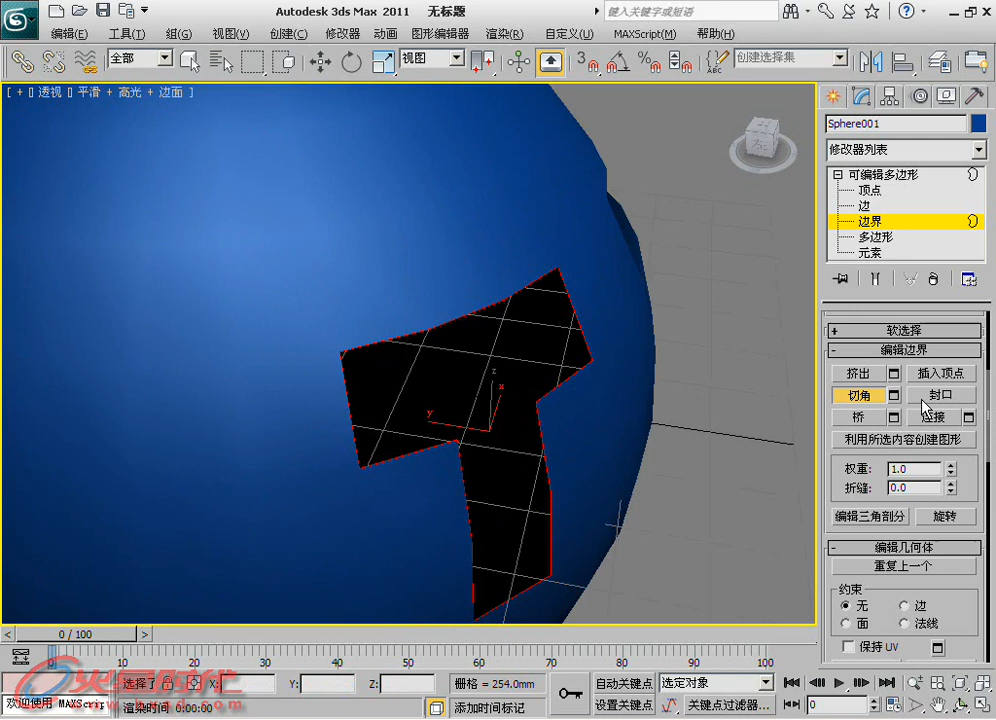 Autodesk 3ds Max 2011 无标题
键入关键字或短语
编辑(E) 工具(T) 组(G) 视图(V) 创建(C) 修改器 动画 图形编辑器 渲染(R) 自定义(U) MAXScript(M) 帮助(H)
全部 视图 3 创建选择集
[ + ] 透视 ] 平滑 + 高光 + 边面 ]
Sphere001
修改器列表
可编辑多边形
顶点
边
边界
多边形
元素
z
x
y
+ 软选择
- 编辑边界
挤出 插入顶点
切角 封口
桥 连接
利用所选内容创建图形
权重: 1.0
折缝: 0.0
编辑三角剖分 旋转
- 编辑几何体
重复上一个
约束
无 边
面 法线
保持 UV
< 0 / 100 >
0 10 20 30 40 50 60 70 80 90 100
选择了 X: Y: Z: 栅格 = 254.0mm 自动关键点 选定对象
欢迎使用 MAXScrip 渲染时间 0:00:00 添加时间标记 设置关键点 关键点过滤器... 0